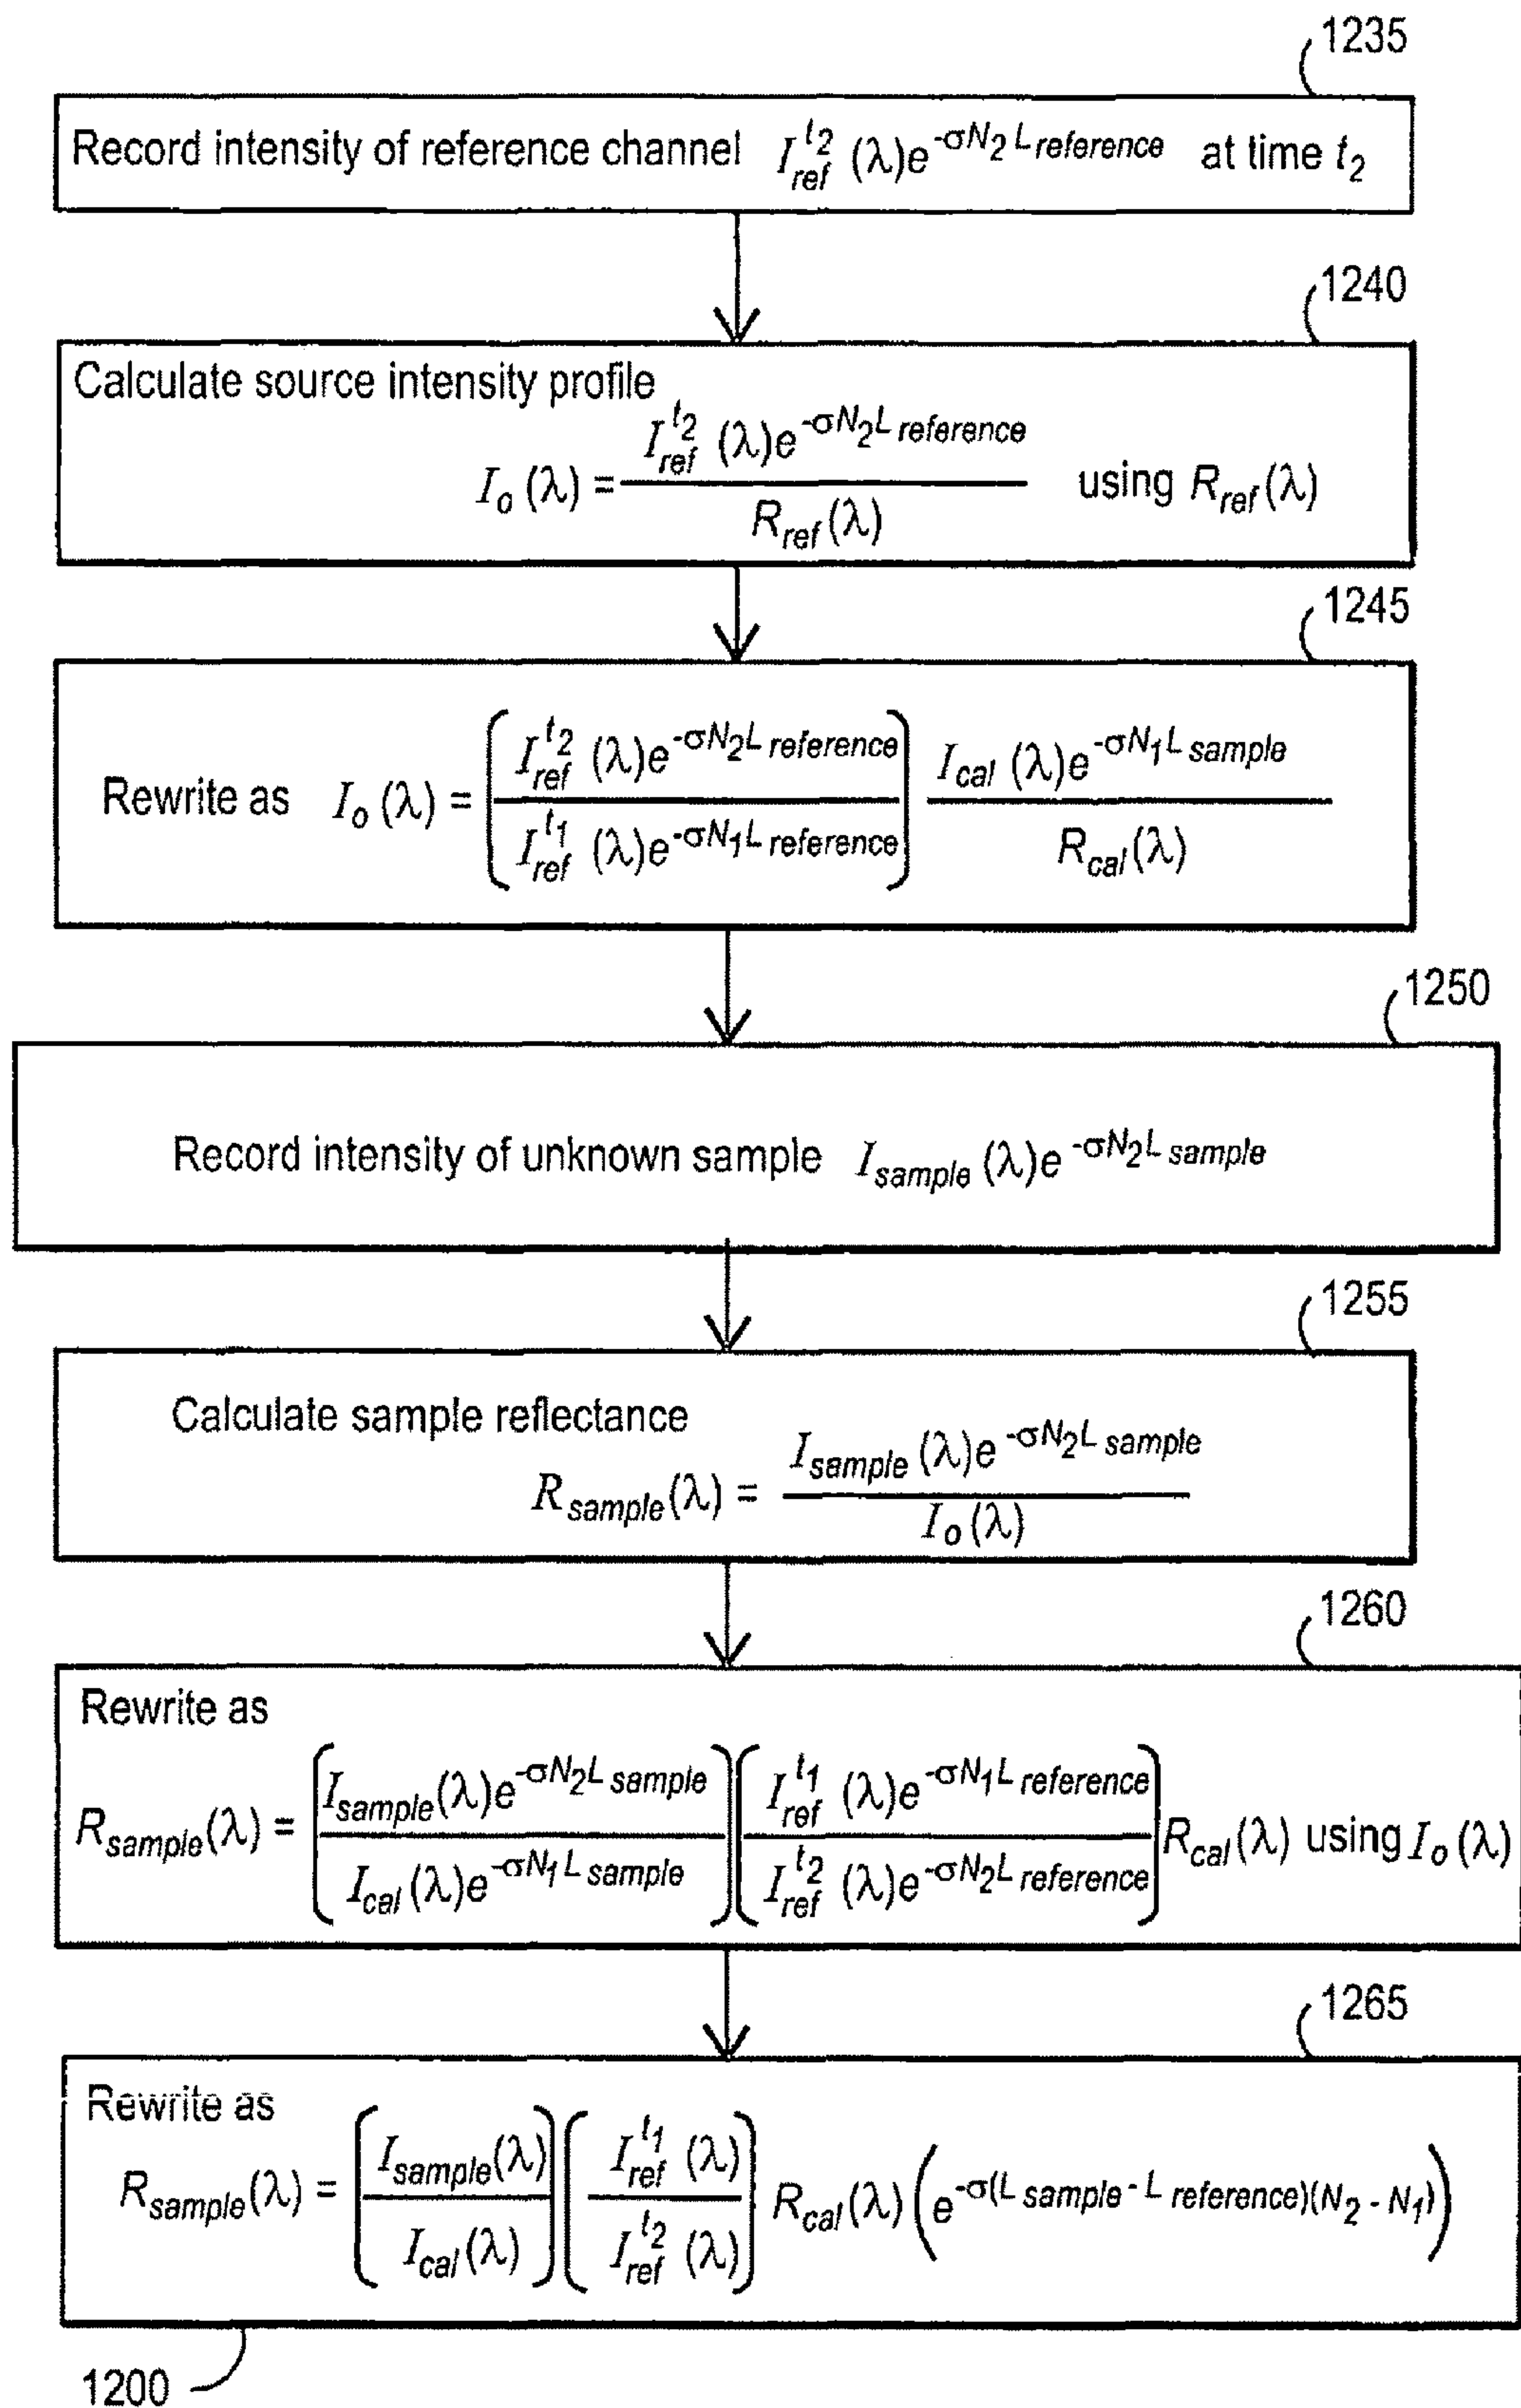 1235
Record intensity of reference channel I_ref^t2 (λ)e^-σN2 L reference at time t2
1240
Calculate source intensity profile
I_o (λ) = I_ref^t2 (λ)e^-σN2L reference / R_ref (λ) using R_ref (λ)
1245
Rewrite as I_o (λ) = ( I_ref^t2 (λ)e^-σN2L reference / I_ref^t1 (λ)e^-σN1L reference ) I_cal (λ)e^-σN1L sample / R_cal (λ)
1250
Record intensity of unknown sample I_sample (λ)e^-σN2L sample
1255
Calculate sample reflectance
R_sample (λ) = I_sample (λ)e^-σN2L sample / I_o (λ)
1260
Rewrite as
R_sample (λ) = ( I_sample (λ)e^-σN2L sample / I_cal (λ)e^-σN1L sample ) ( I_ref^t1 (λ)e^-σN1L reference / I_ref^t2 (λ)e^-σN2L reference ) R_cal (λ) using I_o (λ)
1265
Rewrite as
R_sample (λ) = ( I_sample (λ) / I_cal (λ) ) ( I_ref^t1 (λ) / I_ref^t2 (λ) ) R_cal (λ) ( e^-σ(L sample - L reference)(N2 - N1) )
1200